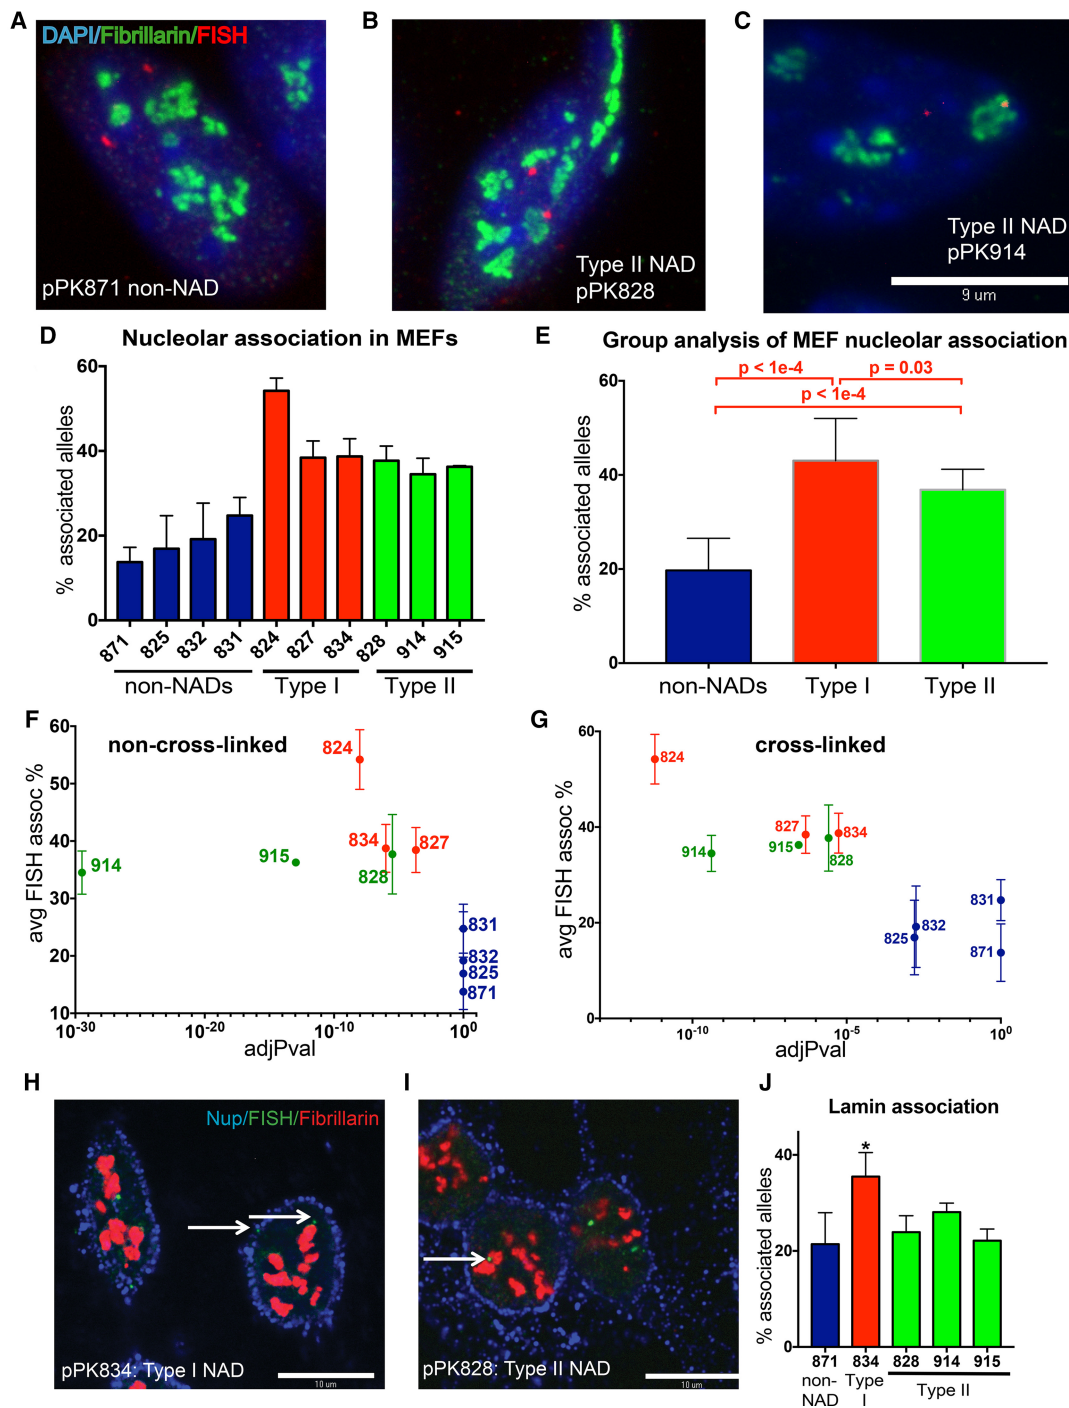 A
DAPI/Fibrillarin/FISH
pPK871 non-NAD
B
Type II NAD
pPK828
C
Type II NAD
pPK914
9 um
D
Nucleolar association in MEFs
% associated alleles
60
40
20
0
871 825 832 831 824 827 834 828 914 915
non-NADs Type I Type II
E
Group analysis of MEF nucleolar association
p < 1e-4 p = 0.03
p < 1e-4
% associated alleles
60
40
20
0
non-NADs Type I Type II
F
non-cross-linked
avg FISH assoc %
60
50
40
30
20
10
824
834
827
914
915
828
831
832
825
871
10-30 10-20 10-10 100
adjPval
G
cross-linked
avg FISH assoc %
60
40
20
0
824
827
834
914
915
828
831
832
825
871
10-10 10-5 100
adjPval
H
Nup/FISH/Fibrillarin
pPK834: Type I NAD
10 um
I
pPK828: Type II NAD
10 um
J
Lamin association
% associated alleles
40
20
0
*
871 834 828 914 915
non-NAD
Type I
Type II